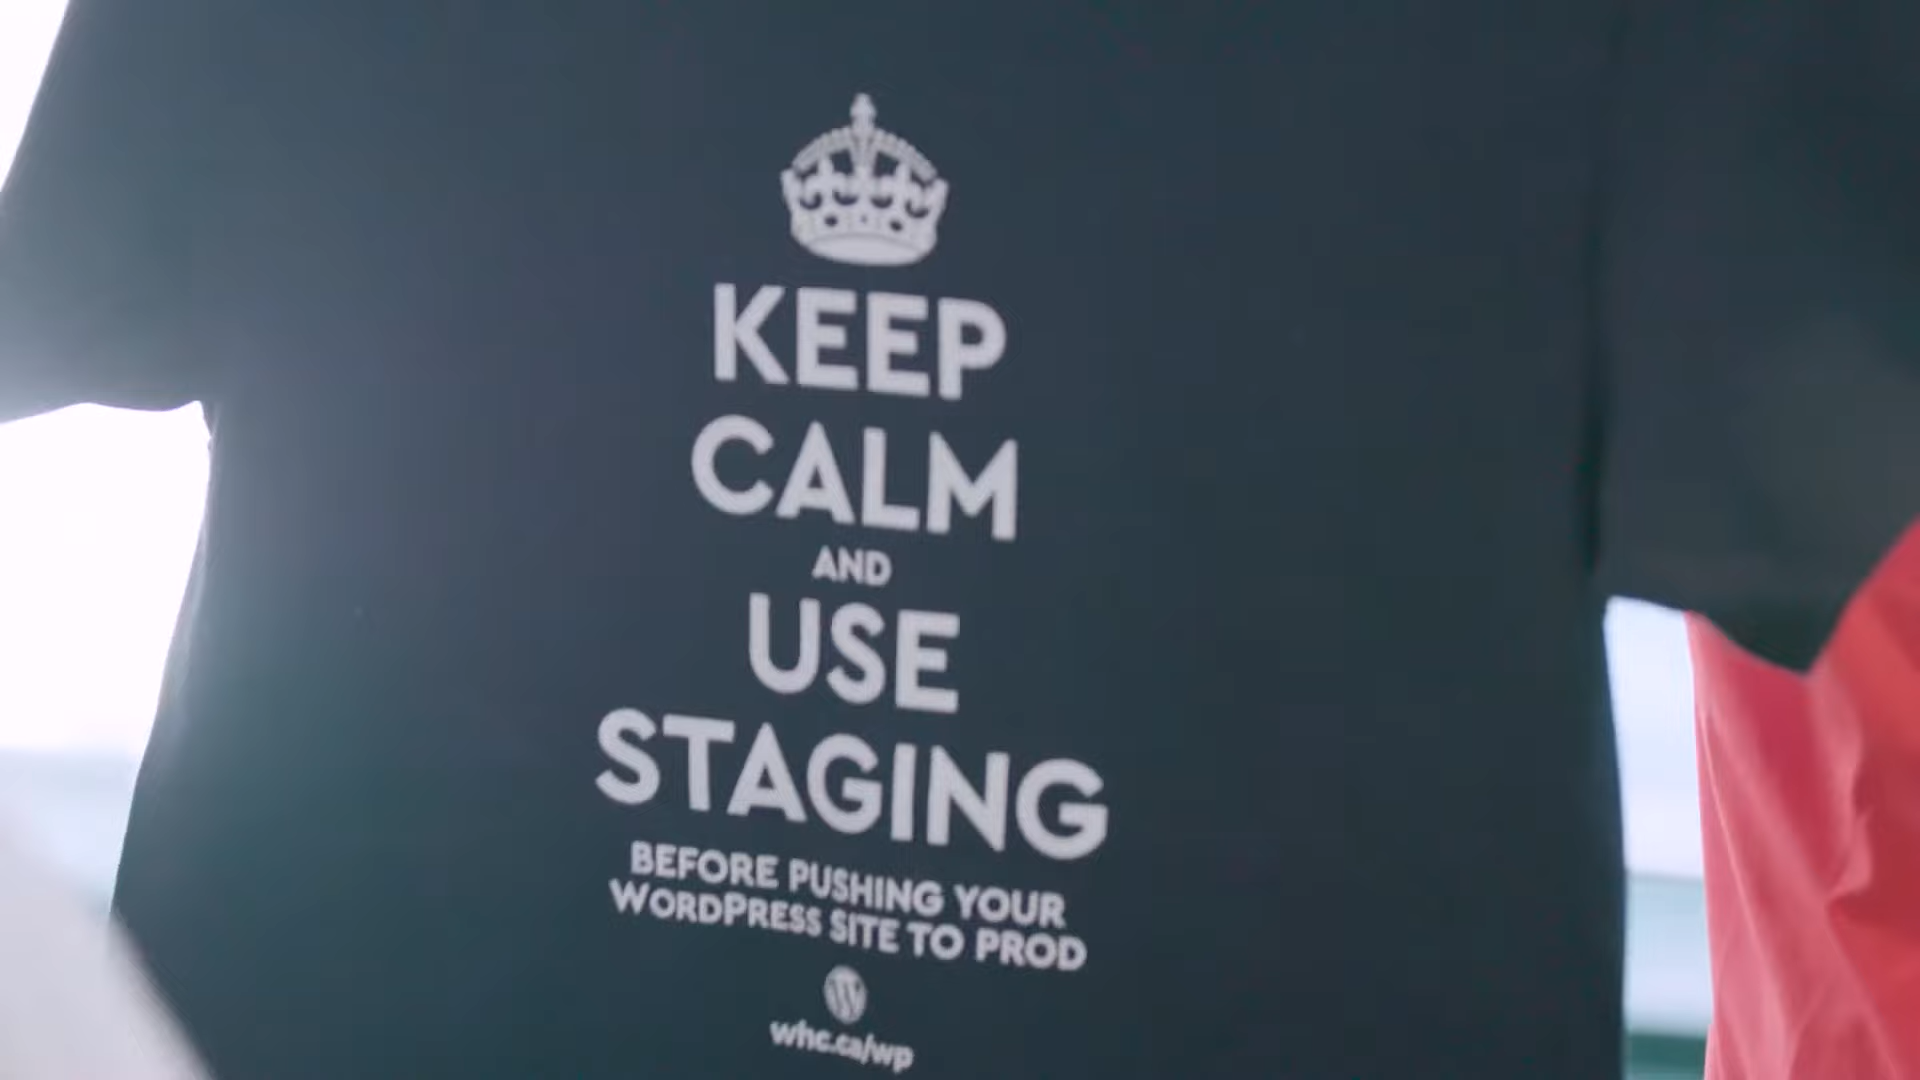 KEEP
CALM
AND
USE
STAGING
BEFORE PUSHING YOUR
WORDPRESS SITE TO PROD
W
whc.ca/wp